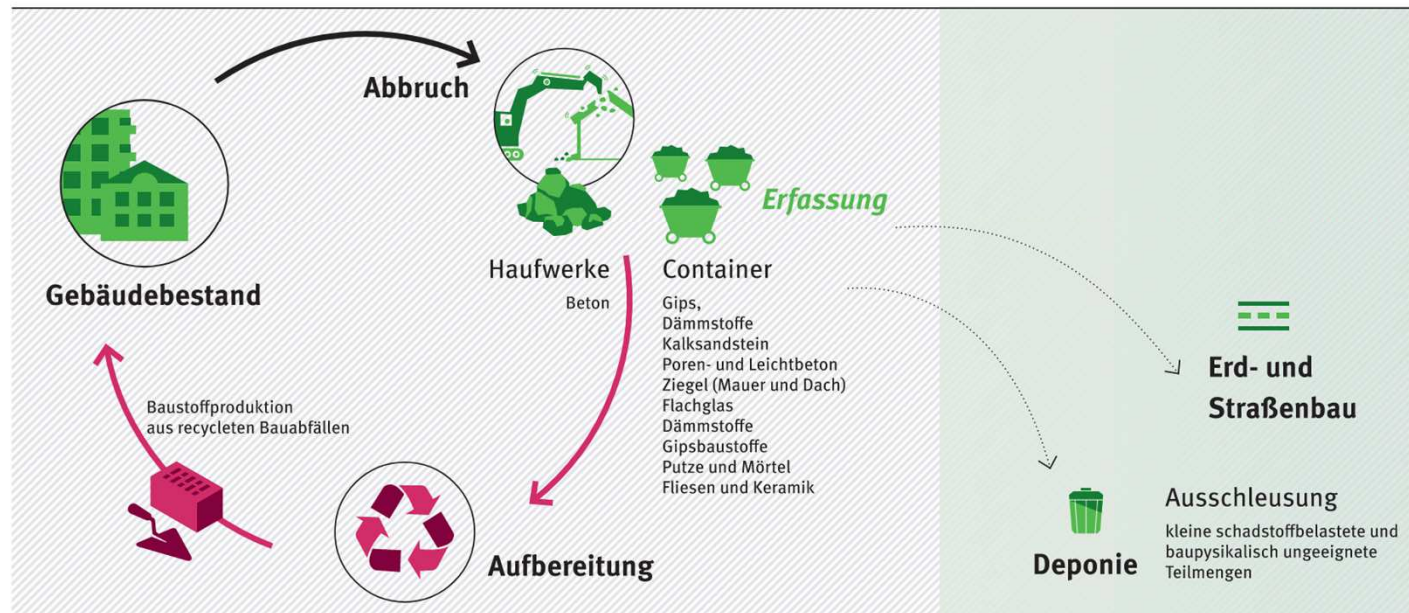 Abbruch
Erfassung
Gebäudebestand
Haufwerke
Beton
Container
Gips,
Dämmstoffe
Kalksandstein
Poren- und Leichtbeton
Ziegel (Mauer und Dach)
Flachglas
Dämmstoffe
Gipsbaustoffe
Putze und Mörtel
Fliesen und Keramik
Erd- und
Straßenbau
Baustoffproduktion
aus recycleten Bauabfällen
Aufbereitung
Deponie
Ausschleusung
kleine schadstoffbelastete und
baupysikalisch ungeeignete
Teilmengen